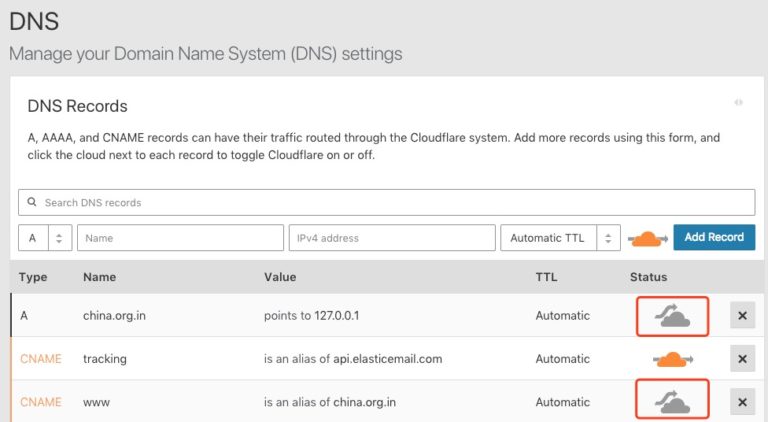 DNS
Manage your Domain Name System (DNS) settings
DNS Records
A, AAAA, and CNAME records can have their traffic routed through the Cloudflare system. Add more records using this form, and
click the cloud next to each record to toggle Cloudflare on or off.
Search DNS records
A Name IPv4 address Automatic TTL Add Record
Type Name Value TTL Status
A china.org.in points to 127.0.0.1 Automatic
CNAME tracking is an alias of api.elasticemail.com Automatic
CNAME www is an alias of china.org.in Automatic